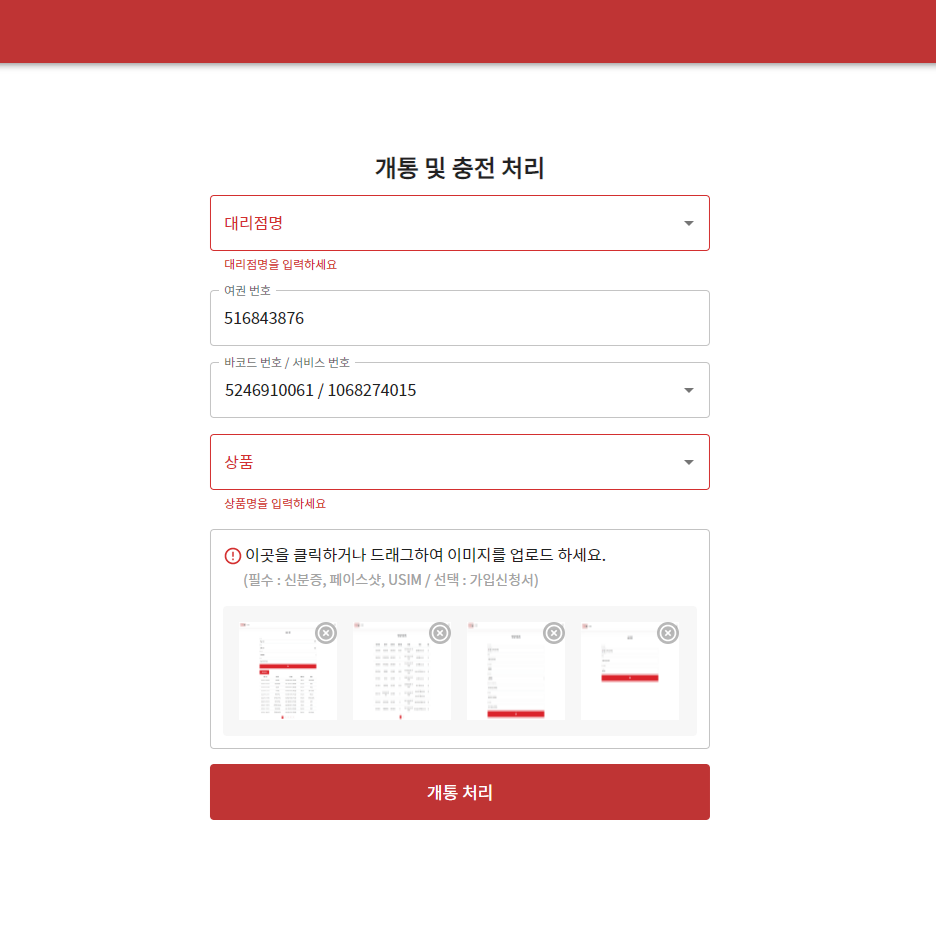 개통 및 충전 처리
대리점명
대리점명을 입력하세요
여권 번호
516843876
바코드 번호 / 서비스 번호
5246910061 / 1068274015
상품
상품명을 입력하세요
이곳을 클릭하거나 드래그하여 이미지를 업로드 하세요.
(필수 : 신분증, 페이스샷, USIM / 선택 : 가입신청서)
개통 처리